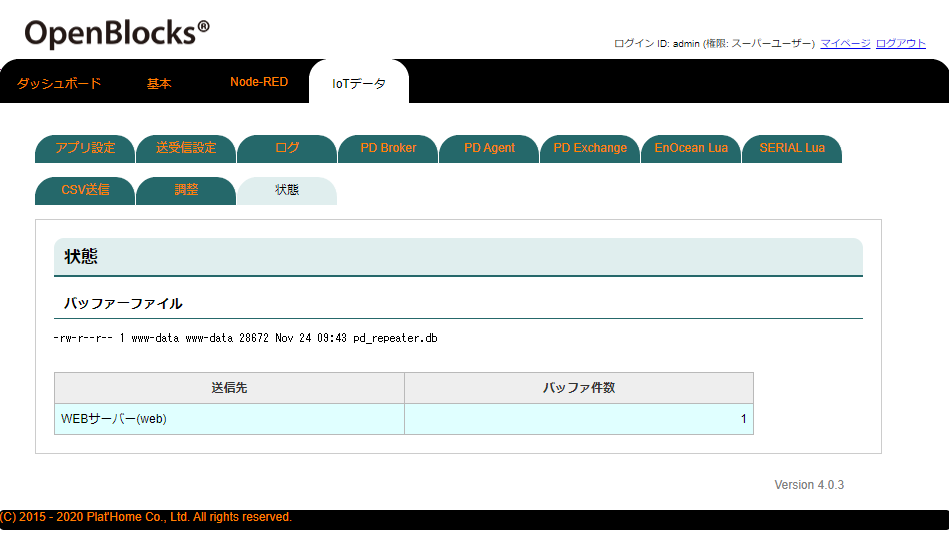 OpenBlocks®
ログイン ID: admin (権限: スーパーユーザー) マイページ ログアウト
ダッシュボード 基本 Node-RED IoTデータ
アプリ設定 送受信設定 ログ PD Broker PD Agent PD Exchange EnOcean Lua SERIAL Lua
CSV送信 調整 状態
状態
バッファーファイル
-rw-r--r-- 1 www-data www-data 28672 Nov 24 09:43 pd_repeater.db
送信先 バッファ件数
WEBサーバー(web) 1
Version 4.0.3
(C) 2015 - 2020 Plat'Home Co., Ltd. All rights reserved.